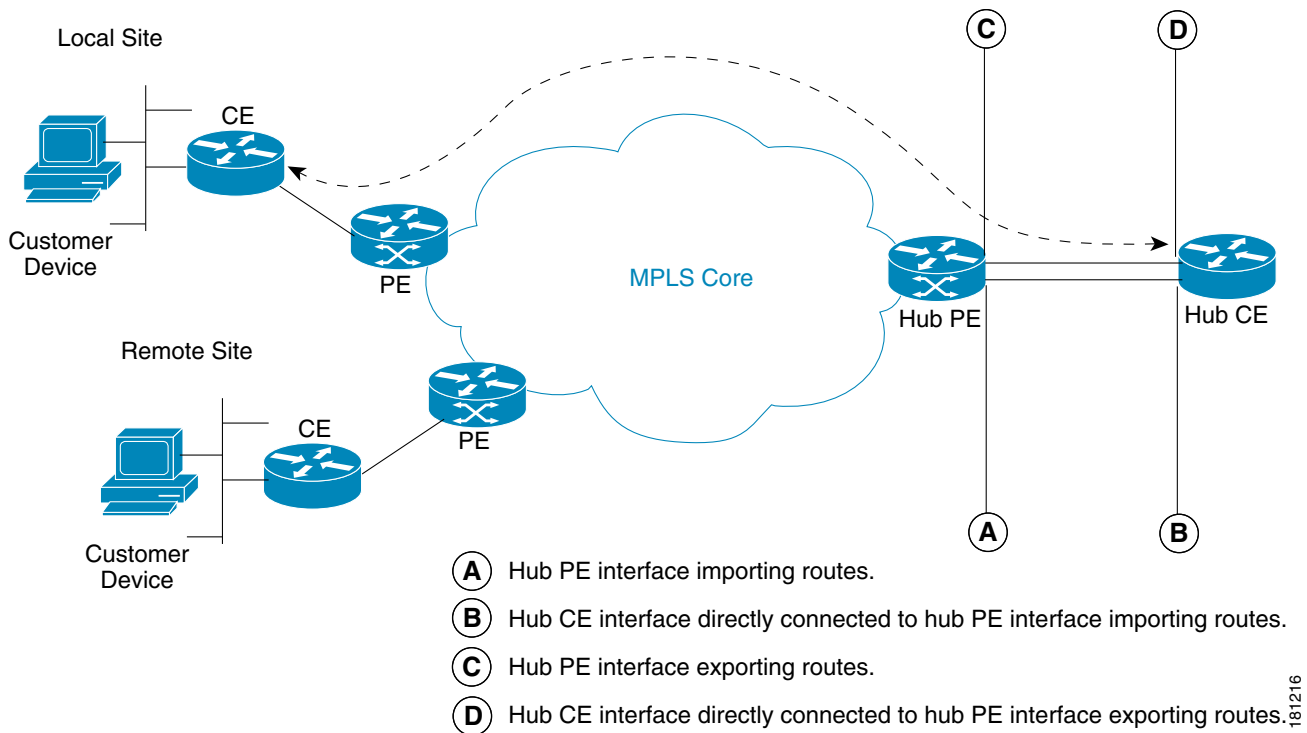 Local Site
C
D
CE
Customer
Device
PE
MPLS Core
Hub PE
Hub CE
Remote Site
CE
PE
Customer
Device
A
B
A Hub PE interface importing routes.
B Hub CE interface directly connected to hub PE interface importing routes.
C Hub PE interface exporting routes.
D Hub CE interface directly connected to hub PE interface exporting routes.
181216